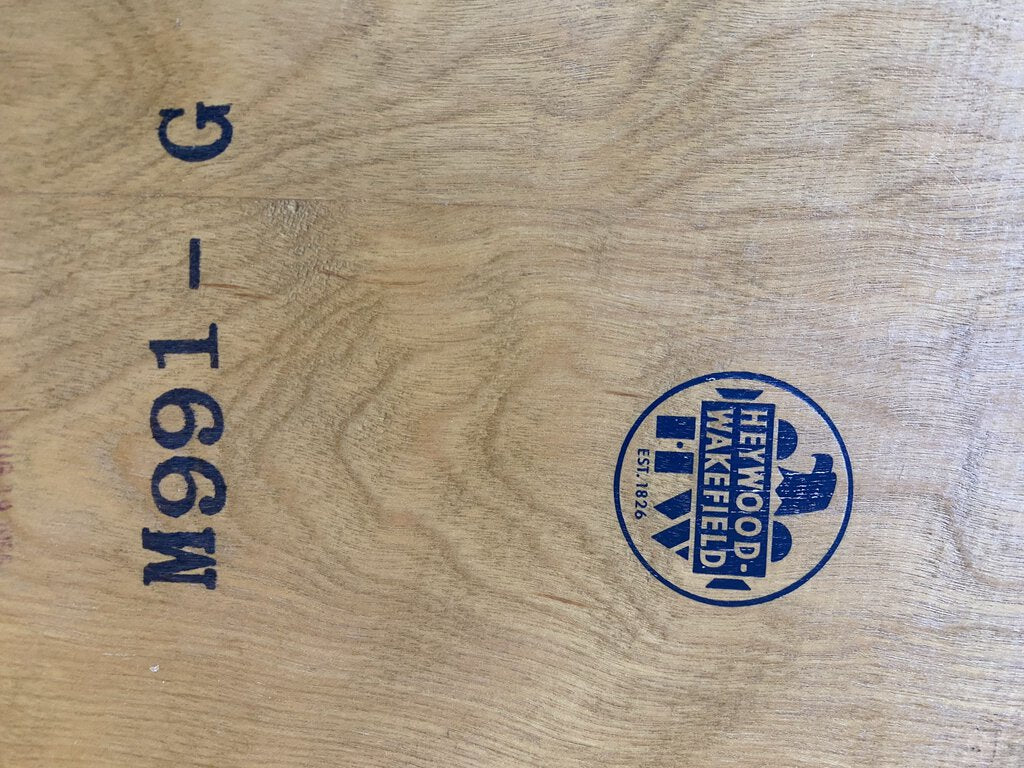 M991-G
HEYWOOD-
WAKEFIELD
EST. 1826